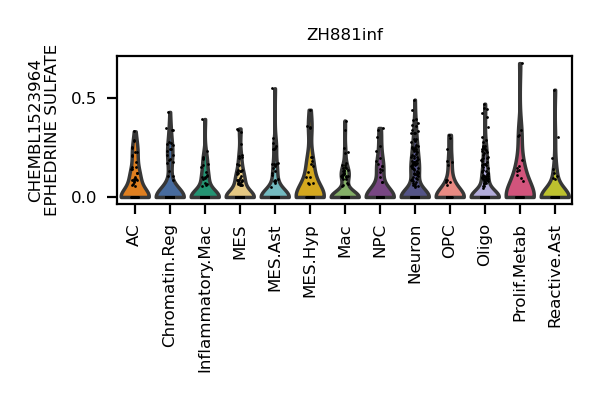 ZH881inf
CHEMBL1523964
EPHEDRINE SULFATE
0.5
0.0
AC
Chromatin.Reg
Inflammatory.Mac
MES
MES.Ast
MES.Hyp
Mac
NPC
Neuron
OPC
Oligo
Prolif.Metab
Reactive.Ast